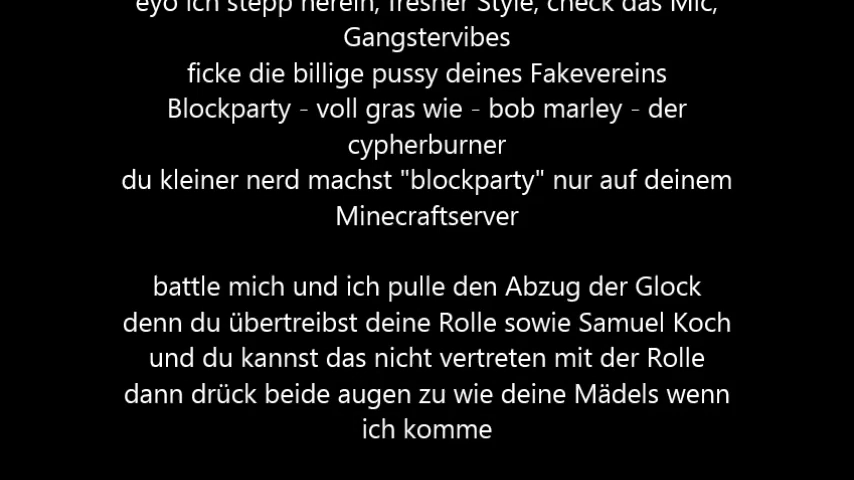 eyo ich stepp herein, fresher Style, check das Mic,
Gangstervibes
ficke die billige pussy deines Fakevereins
Blockparty - voll gras wie - bob marley - der
cypherburner
du kleiner nerd machst "blockparty" nur auf deinem
Minecraftserver
battle mich und ich pulle den Abzug der Glock
denn du übertreibst deine Rolle sowie Samuel Koch
und du kannst das nicht vertreten mit der Rolle
dann drück beide augen zu wie deine Mädels wenn
ich komme